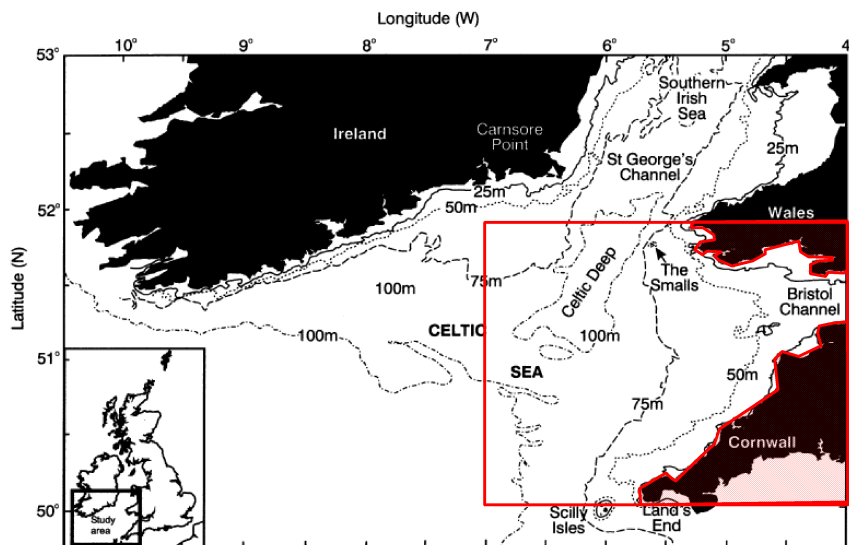 Longitude (W)
10°
9°
8°
7°
6°
5°
4
53°
52°
51°
50°
Latitude (N)
Southern
Irish
Sea
Ireland
Carnsore
Point
25m
St George's
Channel
25m
50m
Wales
75m
The
Smalls
Celtic Deep
100m
Bristol
Channel
CELTIC
100m
100m
SEA
50m
75m
Cornwall
Scilly
Isles
Land's
End
Study
area